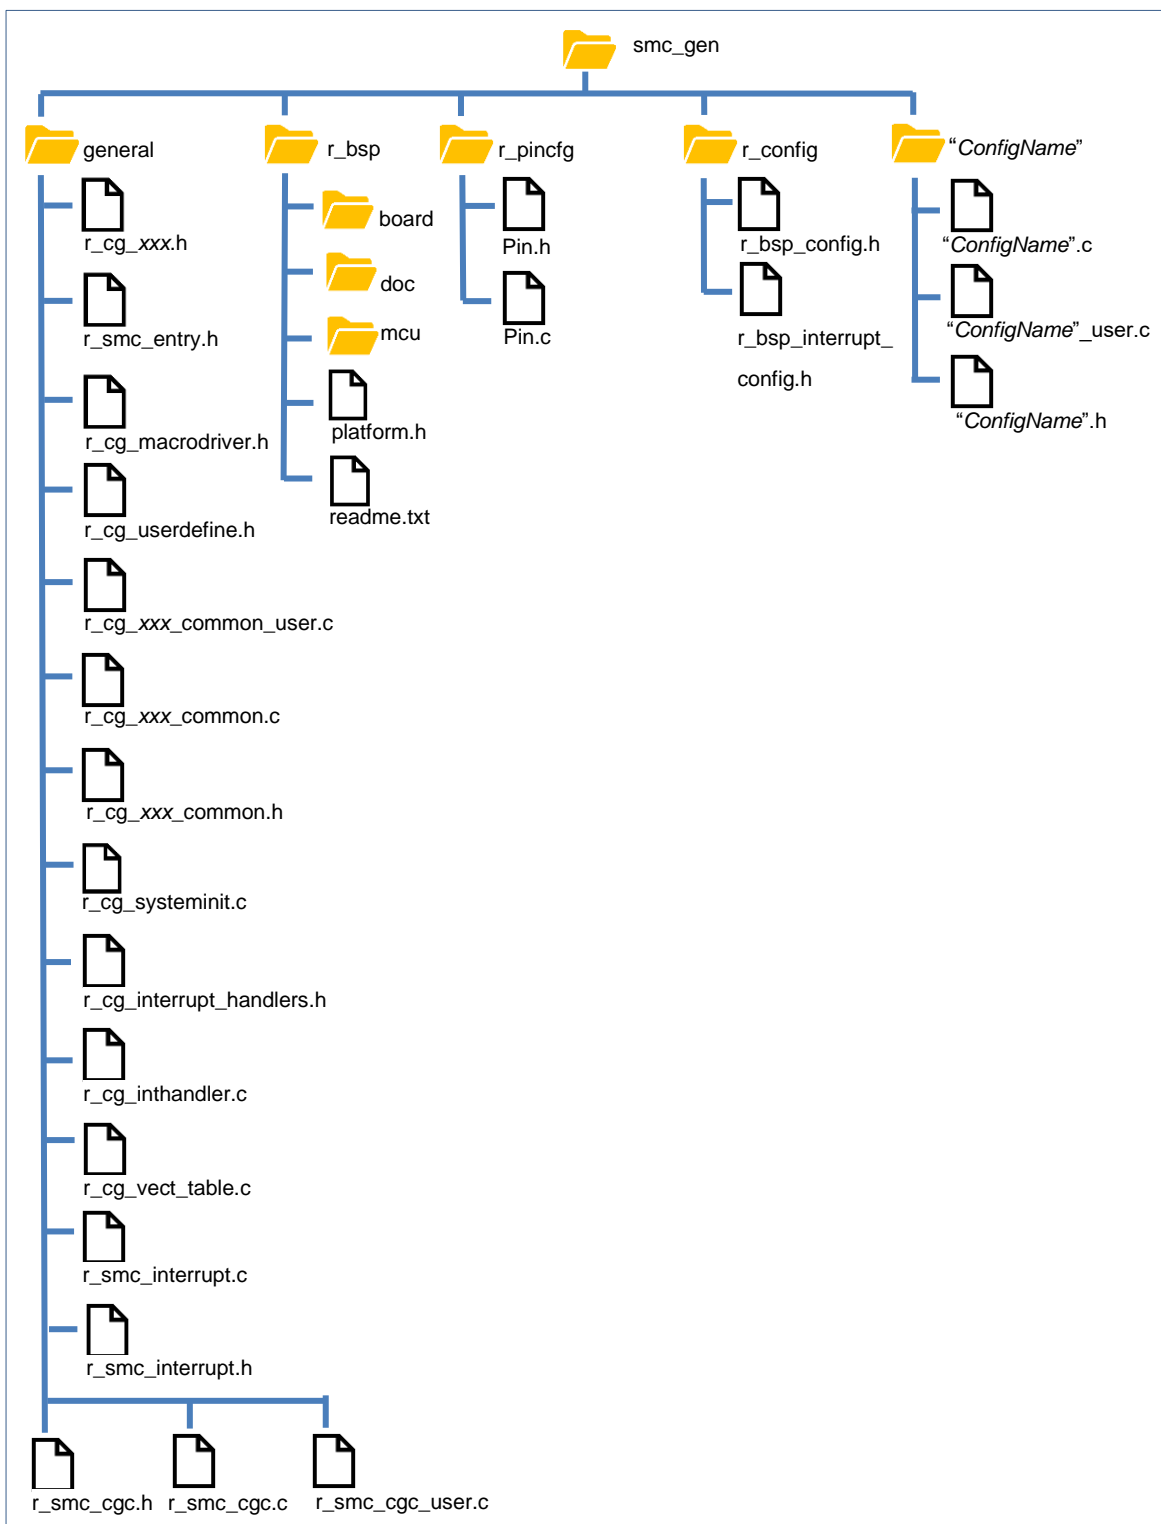 smc_gen
general
r_bsp
r_pincfg
r_config
“ConfigName”
r_cg_xxx.h
r_smc_entry.h
r_cg_macrodriver.h
r_cg_userdefine.h
r_cg_xxx_common_user.c
r_cg_xxx_common.c
r_cg_xxx_common.h
r_cg_systeminit.c
r_cg_interrupt_handlers.h
r_cg_inthandler.c
r_cg_vect_table.c
r_smc_interrupt.c
r_smc_interrupt.h
r_smc_cgc.h
r_smc_cgc.c
r_smc_cgc_user.c
board
doc
mcu
platform.h
readme.txt
Pin.h
Pin.c
r_bsp_config.h
r_bsp_interrupt_
config.h
“ConfigName”.c
“ConfigName”_user.c
“ConfigName”.h